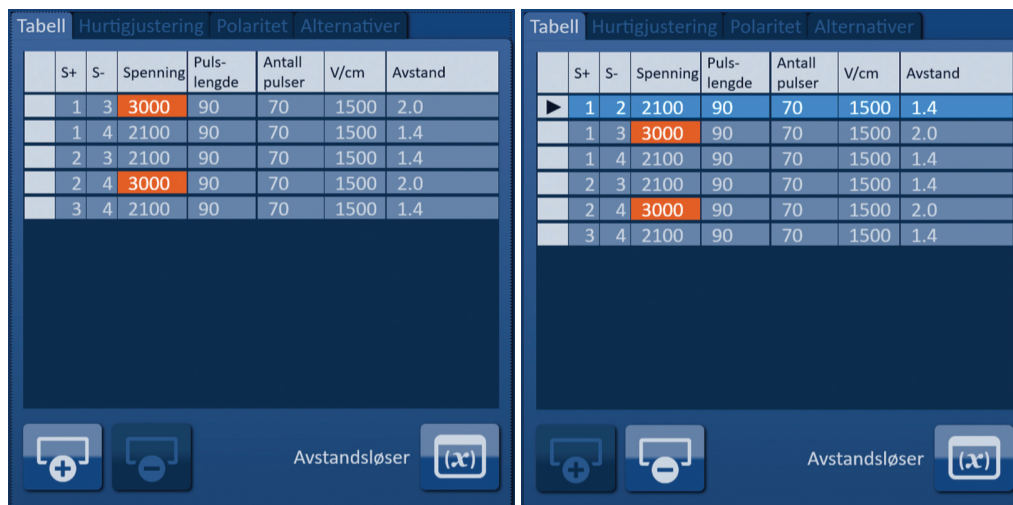 Tabell Hurtigjustering Polaritet Alternativer
S+ S- Spenning Puls-lengde Antall pulser V/cm Avstand
1 3 3000 90 70 1500 2.0
1 4 2100 90 70 1500 1.4
2 3 2100 90 70 1500 1.4
2 4 3000 90 70 1500 2.0
3 4 2100 90 70 1500 1.4
Avstandsløser (x)
Tabell Hurtigjustering Polaritet Alternativer
S+ S- Spenning Puls-lengde Antall pulser V/cm Avstand
1 2 2100 90 70 1500 1.4
1 3 3000 90 70 1500 2.0
1 4 2100 90 70 1500 1.4
2 3 2100 90 70 1500 1.4
2 4 3000 90 70 1500 2.0
3 4 2100 90 70 1500 1.4
Avstandsløser (x)